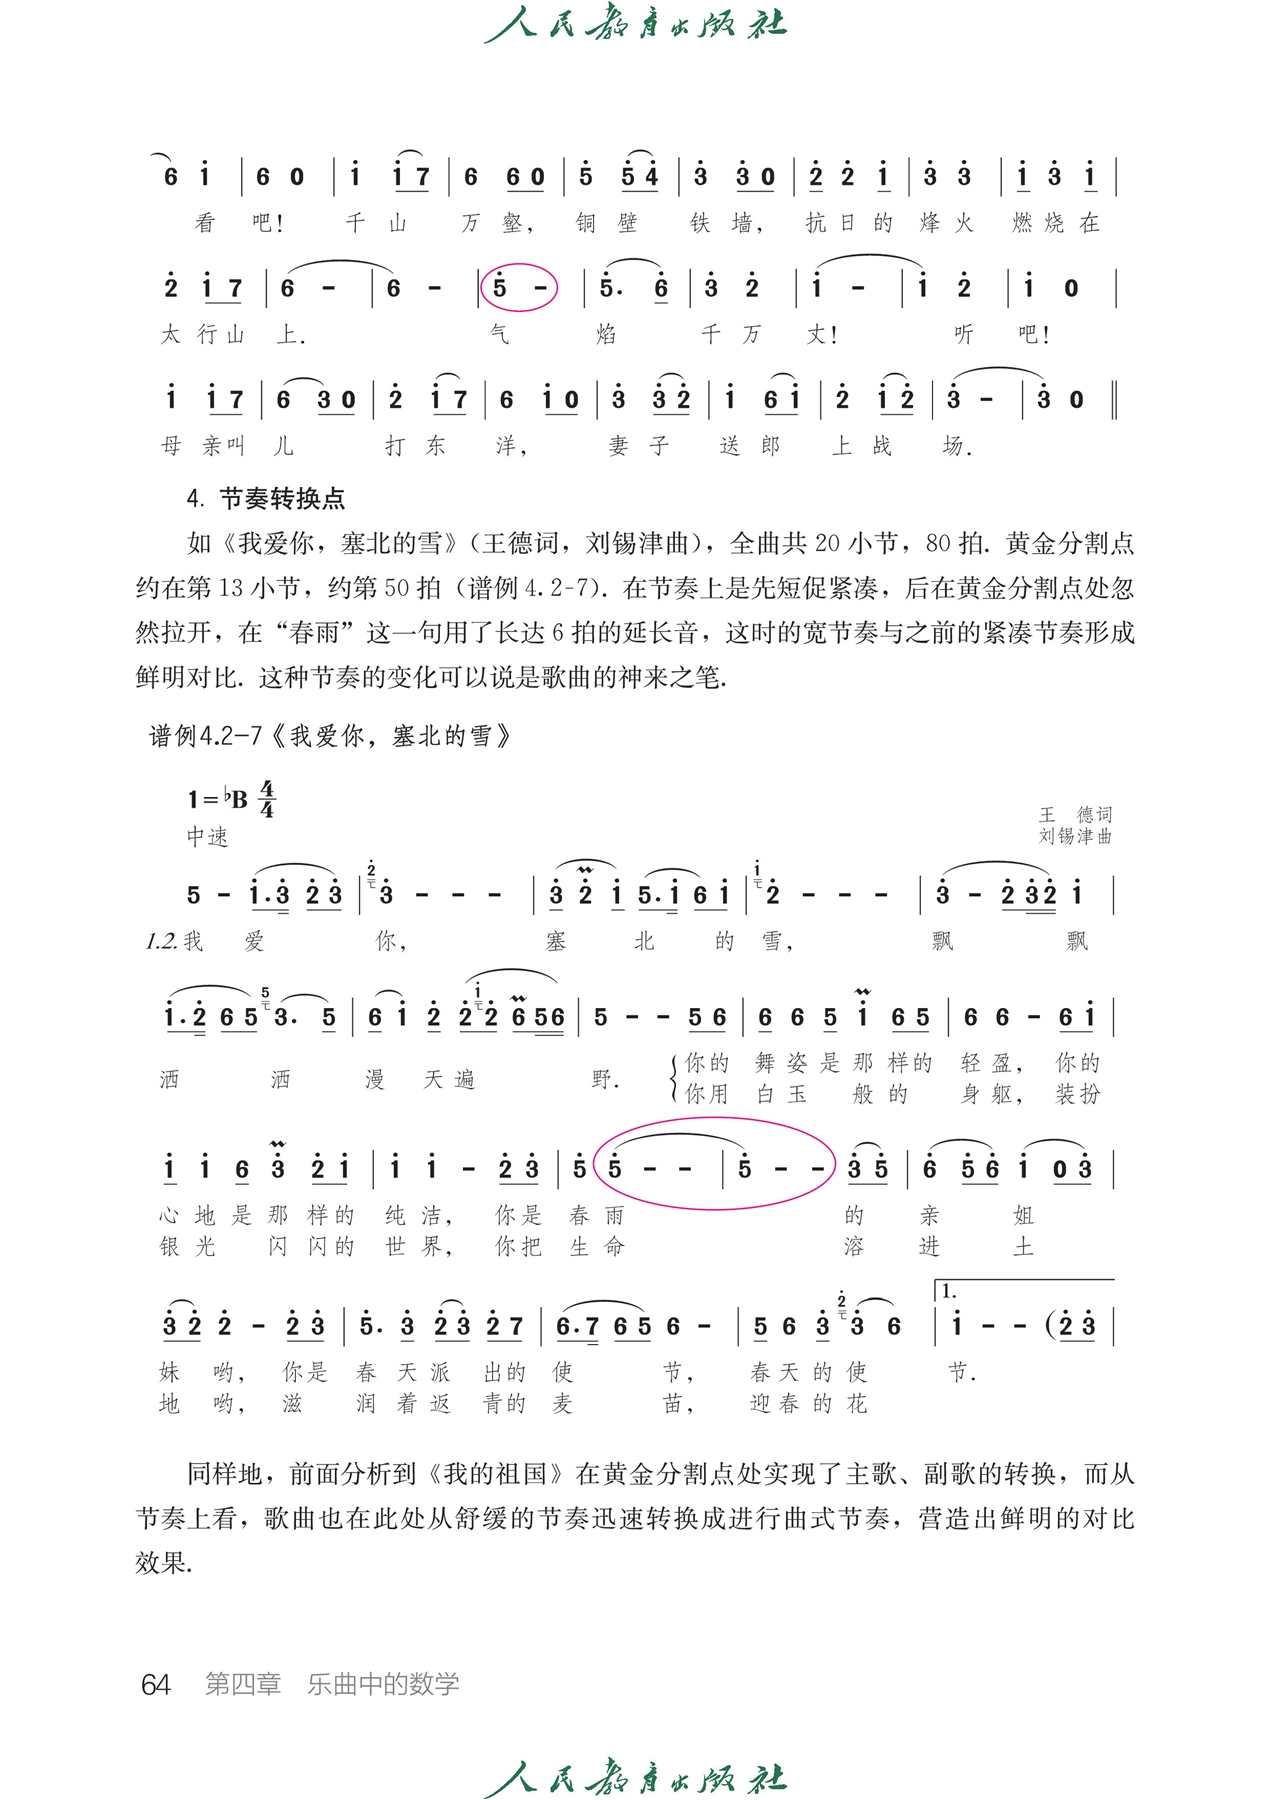 人民教育出版社
6 i | 6 0 | i i 7 | 6 6 0 | 5 5 4 | 3 3 0 | 2 2 i | 3 3 | i 3 i |
看 吧! 千 山 万 壑, 铜 壁 铁 墙, 抗 日 的 烽 火 燃 烧 在
2 i 7 | 6 - | 6 - | 5 - | 5. 6 | 3 2 | i - | i 2 | i 0 |
太 行 山 上. 气 焰 千 万 丈! 听 吧!
i i 7 | 6 3 0 | 2 i 7 | 6 i 0 | 3 3 2 | i 6 i | 2 i 2 | 3 - | 3 0 ‖
母 亲 叫 儿 打 东 洋, 妻 子 送 郎 上 战 场.
4. 节奏转换点
如《我爱你,塞北的雪》(王德词,刘锡津曲),全曲共 20 小节,80 拍. 黄金分割点
约在第 13 小节,约第 50 拍(谱例 4.2-7). 在节奏上是先短促紧凑,后在黄金分割点处忽
然拉开,在“春雨”这一句用了长达 6 拍的延长音,这时的宽节奏与之前的紧凑节奏形成
鲜明对比. 这种节奏的变化可以说是歌曲的神来之笔.
谱例4.2-7《我爱你,塞北的雪》
1=♭B 4/4
中速
王 德词
刘锡津曲
5 - i.3 2 3 | 2 3 - - - | 3 2 i 5.i 6 i | i 2 - - - | 3 - 2 3 2 i |
1.2.我 爱 你, 塞 北 的 雪, 飘 飘
i.2 6 5 5 3. 5 | 6 i 2 2 i 2 6 5 6 | 5 - - 5 6 | 6 6 5 i 6 5 | 6 6 - 6 i |
洒 洒 漫 天 遍 野. { 你的 舞 姿 是 那 样 的 轻 盈, 你的
你用 白 玉 般 的 身 躯, 装扮
i i 6 3 2 i | i i - 2 3 | 5 5 - - | 5 - - 3 5 | 6 5 6 i 0 3 |
心 地 是 那 样 的 纯 洁, 你 是 春 雨 的 亲 姐
银 光 闪 闪 的 世 界, 你 把 生 命 溶 进 土
3 2 2 - 2 3 | 5. 3 2 3 2 7 | 6.7 6 5 6 - | 5 6 3 2 3 6 | 1. i - - (2 3 |
妹 哟, 你 是 春 天 派 出 的 使 节, 春 天 的 使 节.
地 哟, 滋 润 着 返 青 的 麦 苗, 迎 春 的 花
同样地,前面分析到《我的祖国》在黄金分割点处实现了主歌、副歌的转换,而从
节奏上看,歌曲也在此处从舒缓的节奏迅速转换成进行曲式节奏,营造出鲜明的对比
效果.
64 第四章 乐曲中的数学
人民教育出版社